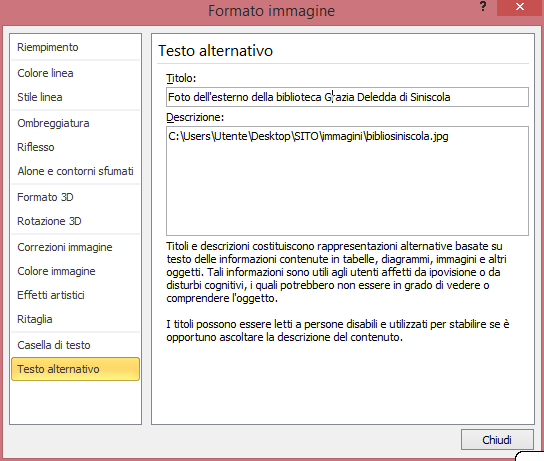 Formato immagine
?
x
Riempimento
Colore linea
Stile linea
Ombreggiatura
Riflesso
Alone e contorni sfumati
Formato 3D
Rotazione 3D
Correzioni immagine
Colore immagine
Effetti artistici
Ritaglia
Casella di testo
Testo alternativo
Testo alternativo
Titolo:
Foto dell'esterno della biblioteca Grazia Deledda di Siniscola
Descrizione:
C:\Users\Utente\Desktop\SITO\immagini\bibliosiniscola.jpg
Titoli e descrizioni costituiscono rappresentazioni alternative basate su
testo delle informazioni contenute in tabelle, diagrammi, immagini e altri
oggetti. Tali informazioni sono utili agli utenti affetti da ipovisione o da
disturbi cognitivi, i quali potrebbero non essere in grado di vedere o
comprendere l'oggetto.
I titoli possono essere letti a persone disabili e utilizzati per stabilire se è
opportuno ascoltare la descrizione del contenuto.
Chiudi